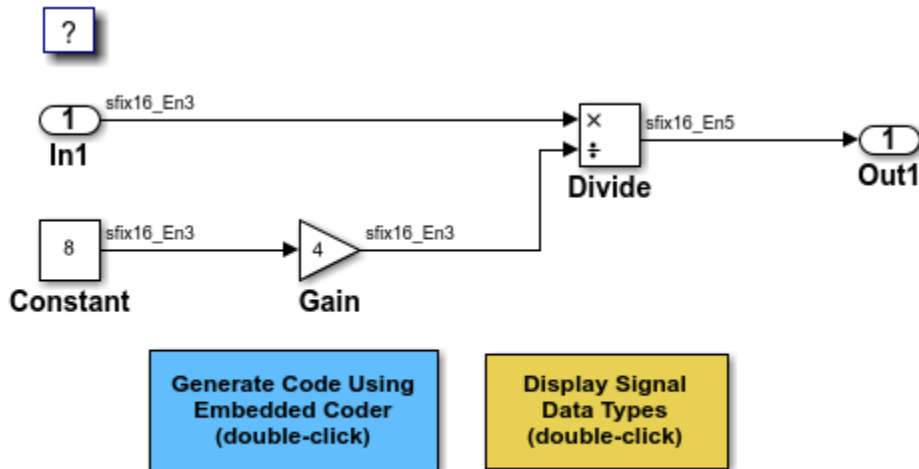 ?
sfix16_En3
1
In1
×
÷
Divide
sfix16_En5
1
Out1
8
Constant
sfix16_En3
4
Gain
sfix16_En3
Generate Code Using
Embedded Coder
(double-click)
Display Signal
Data Types
(double-click)